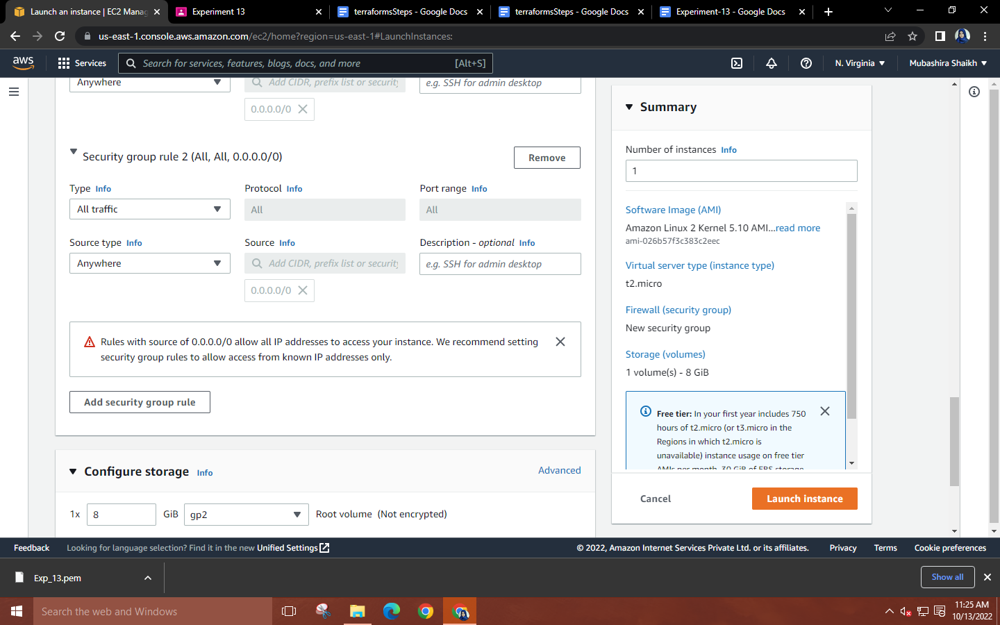 Launch an instance | EC2 Manag
Experiment 13
terraformsSteps - Google Docs
terraformsSteps - Google Docs
Experiment-13 - Google Docs
us-east-1.console.aws.amazon.com/ec2/home?region=us-east-1#LaunchInstances:
aws
Services
Search for services, features, blogs, docs, and more
[Alt+S]
N. Virginia
Mubashira Shaikh
Anywhere
Add CIDR, prefix list or security
e.g. SSH for admin desktop
0.0.0.0/0
Security group rule 2 (All, All, 0.0.0.0/0)
Remove
Type Info
Protocol Info
Port range Info
All traffic
All
All
Source type Info
Source Info
Description - optional Info
Anywhere
Add CIDR, prefix list or security
e.g. SSH for admin desktop
0.0.0.0/0
Rules with source of 0.0.0.0/0 allow all IP addresses to access your instance. We recommend setting
security group rules to allow access from known IP addresses only.
Add security group rule
Configure storage Info
Advanced
1x
8
GiB
gp2
Root volume (Not encrypted)
Summary
Number of instances Info
1
Software Image (AMI)
Amazon Linux 2 Kernel 5.10 AMI...read more
ami-026b57f3c383c2eec
Virtual server type (instance type)
t2.micro
Firewall (security group)
New security group
Storage (volumes)
1 volume(s) - 8 GiB
Free tier: In your first year includes 750
hours of t2.micro (or t3.micro in the
Regions in which t2.micro is
unavailable) instance usage on free tier
AMIs per month, 30 GiB of EBS storage,
Cancel
Launch instance
Feedback
Looking for language selection? Find it in the new Unified Settings
© 2022, Amazon Internet Services Private Ltd. or its affiliates.
Privacy
Terms
Cookie preferences
Exp_13.pem
Show all
Search the web and Windows
11:25 AM
10/13/2022